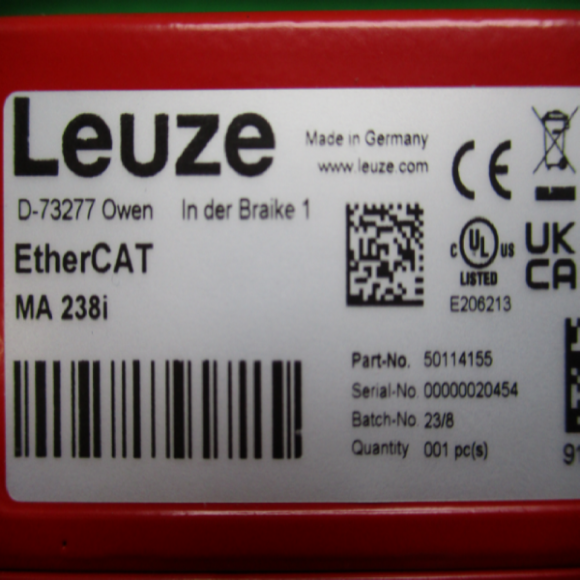 Leuze
Made in Germany
www.leuze.com
D-73277 Owen In der Braike 1
EtherCAT
MA 238i
CE
C UL US
LISTED
E206213
UK
CA
Part-No. 50114155
Serial-No 00000020454
Batch-No 23/8
Quantity 001 pc(s)